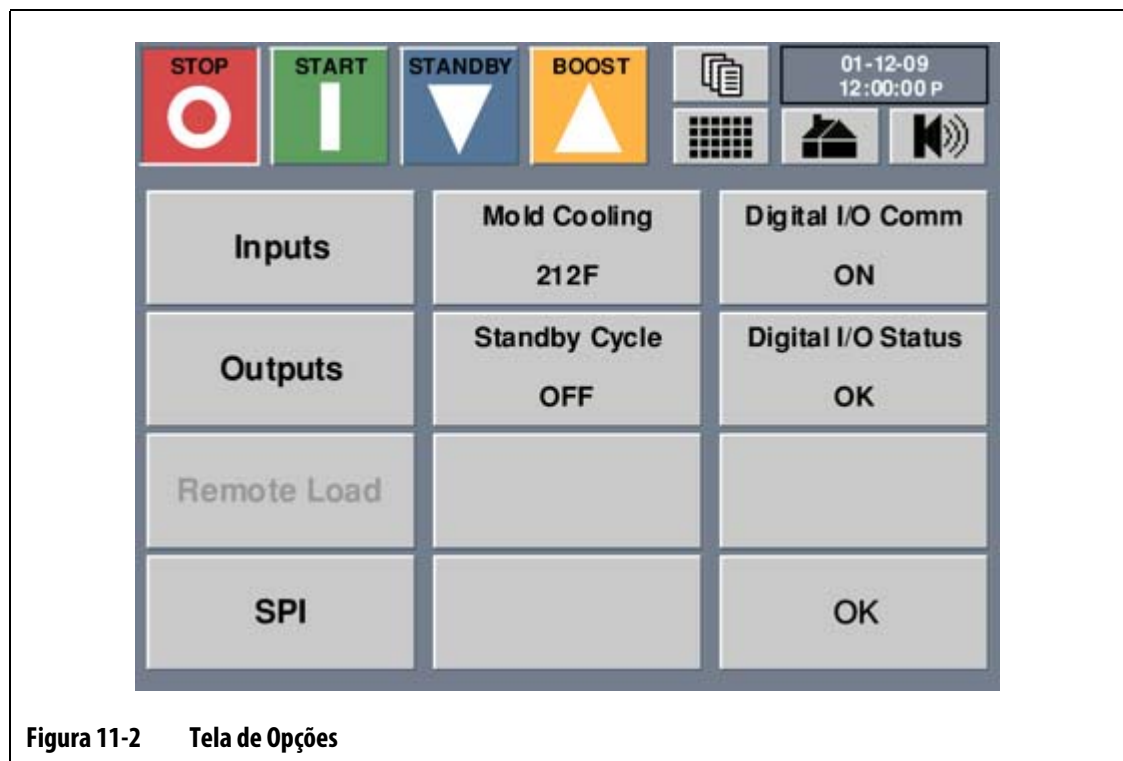 STOP
START
STANDBY
BOOST
01-12-09
12:00:00 P
Inputs
Mold Cooling
212F
Digital I/O Comm
ON
Outputs
Standby Cycle
OFF
Digital I/O Status
OK
Remote Load
SPI
OK
Figura 11-2 Tela de Opções